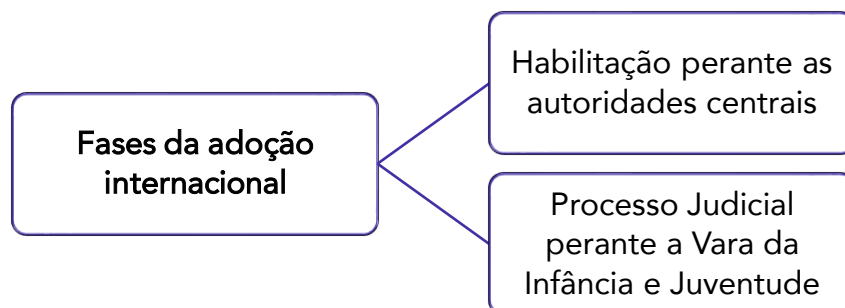 Fases da adoção
internacional
Habilitação perante as
autoridades centrais
Processo Judicial
perante a Vara da
Infância e Juventude